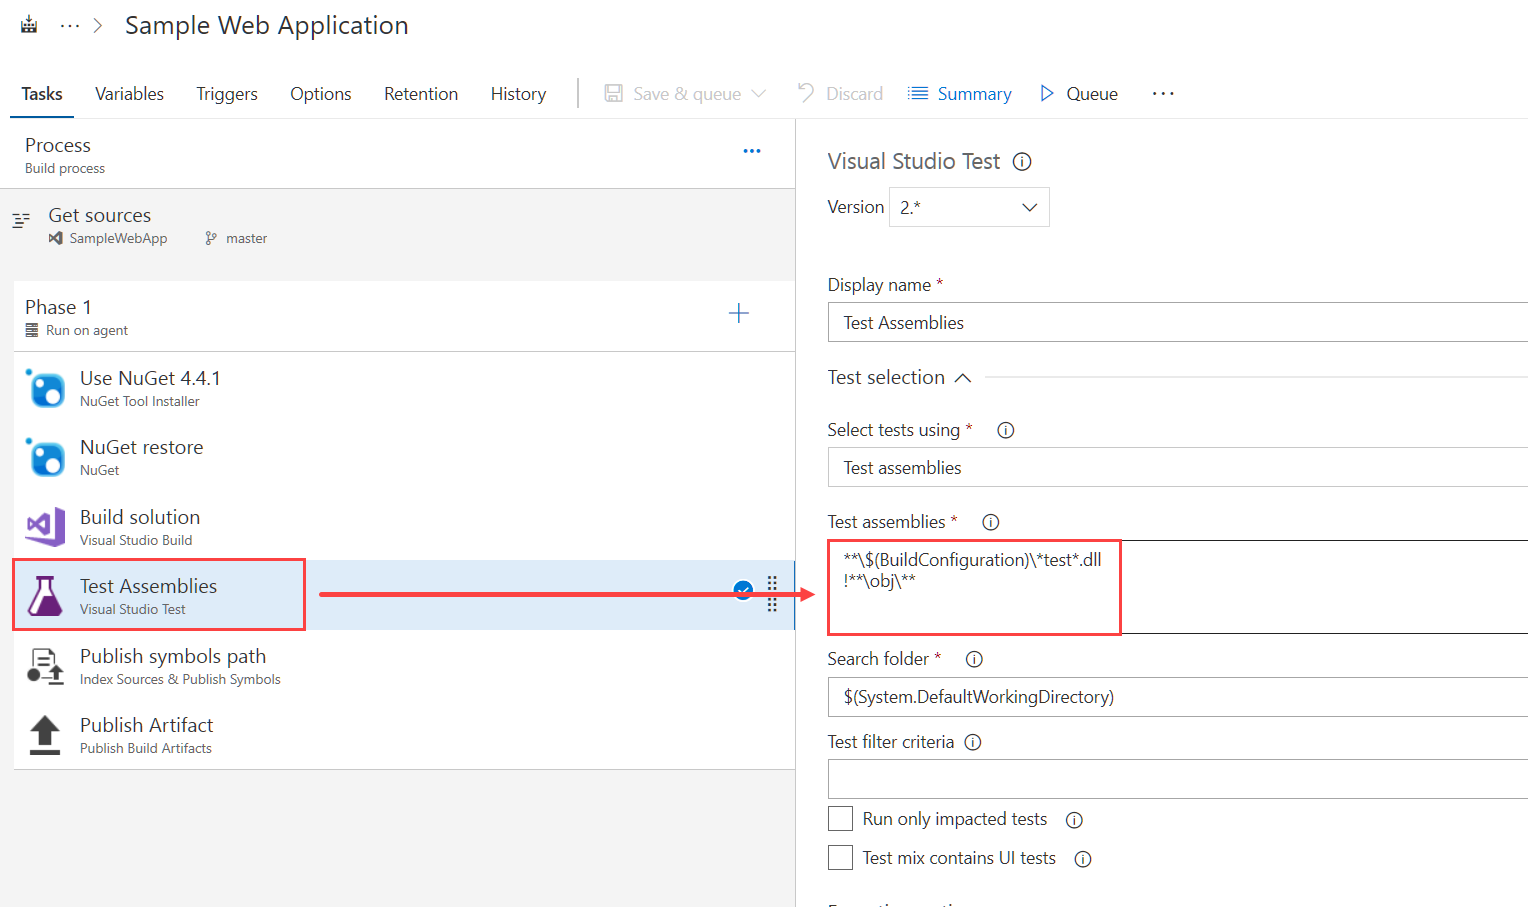 Sample Web Application
Tasks Variables Triggers Options Retention History Save & queue Discard Summary Queue
Process
Build process
Get sources
SampleWebApp master
Phase 1
Run on agent
Use NuGet 4.4.1
NuGet Tool Installer
NuGet restore
NuGet
Build solution
Visual Studio Build
Test Assemblies
Visual Studio Test
Publish symbols path
Index Sources & Publish Symbols
Publish Artifact
Publish Build Artifacts
Visual Studio Test
Version 2.*
Display name *
Test Assemblies
Test selection
Select tests using *
Test assemblies
Test assemblies *
**\$(BuildConfiguration)\*test*.dll
!**\obj\**
Search folder *
$(System.DefaultWorkingDirectory)
Test filter criteria
Run only impacted tests
Test mix contains UI tests